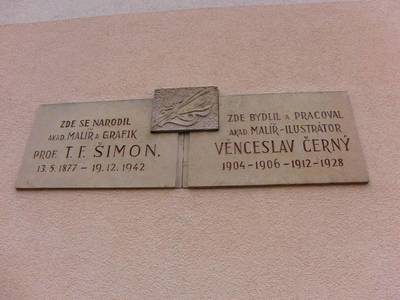 ZDE SE NARODIL
AKAD. MALÍŘ A GRAFIK
PROF. T. F. ŠIMON.
13. 5. 1877 – 19. 12. 1942
ZDE BYDLIL A PRACOVAL
AKAD. MALÍŘ-ILUSTRÁTOR
VĚNCESLAV ČERNÝ
1904-1906-1912-1928